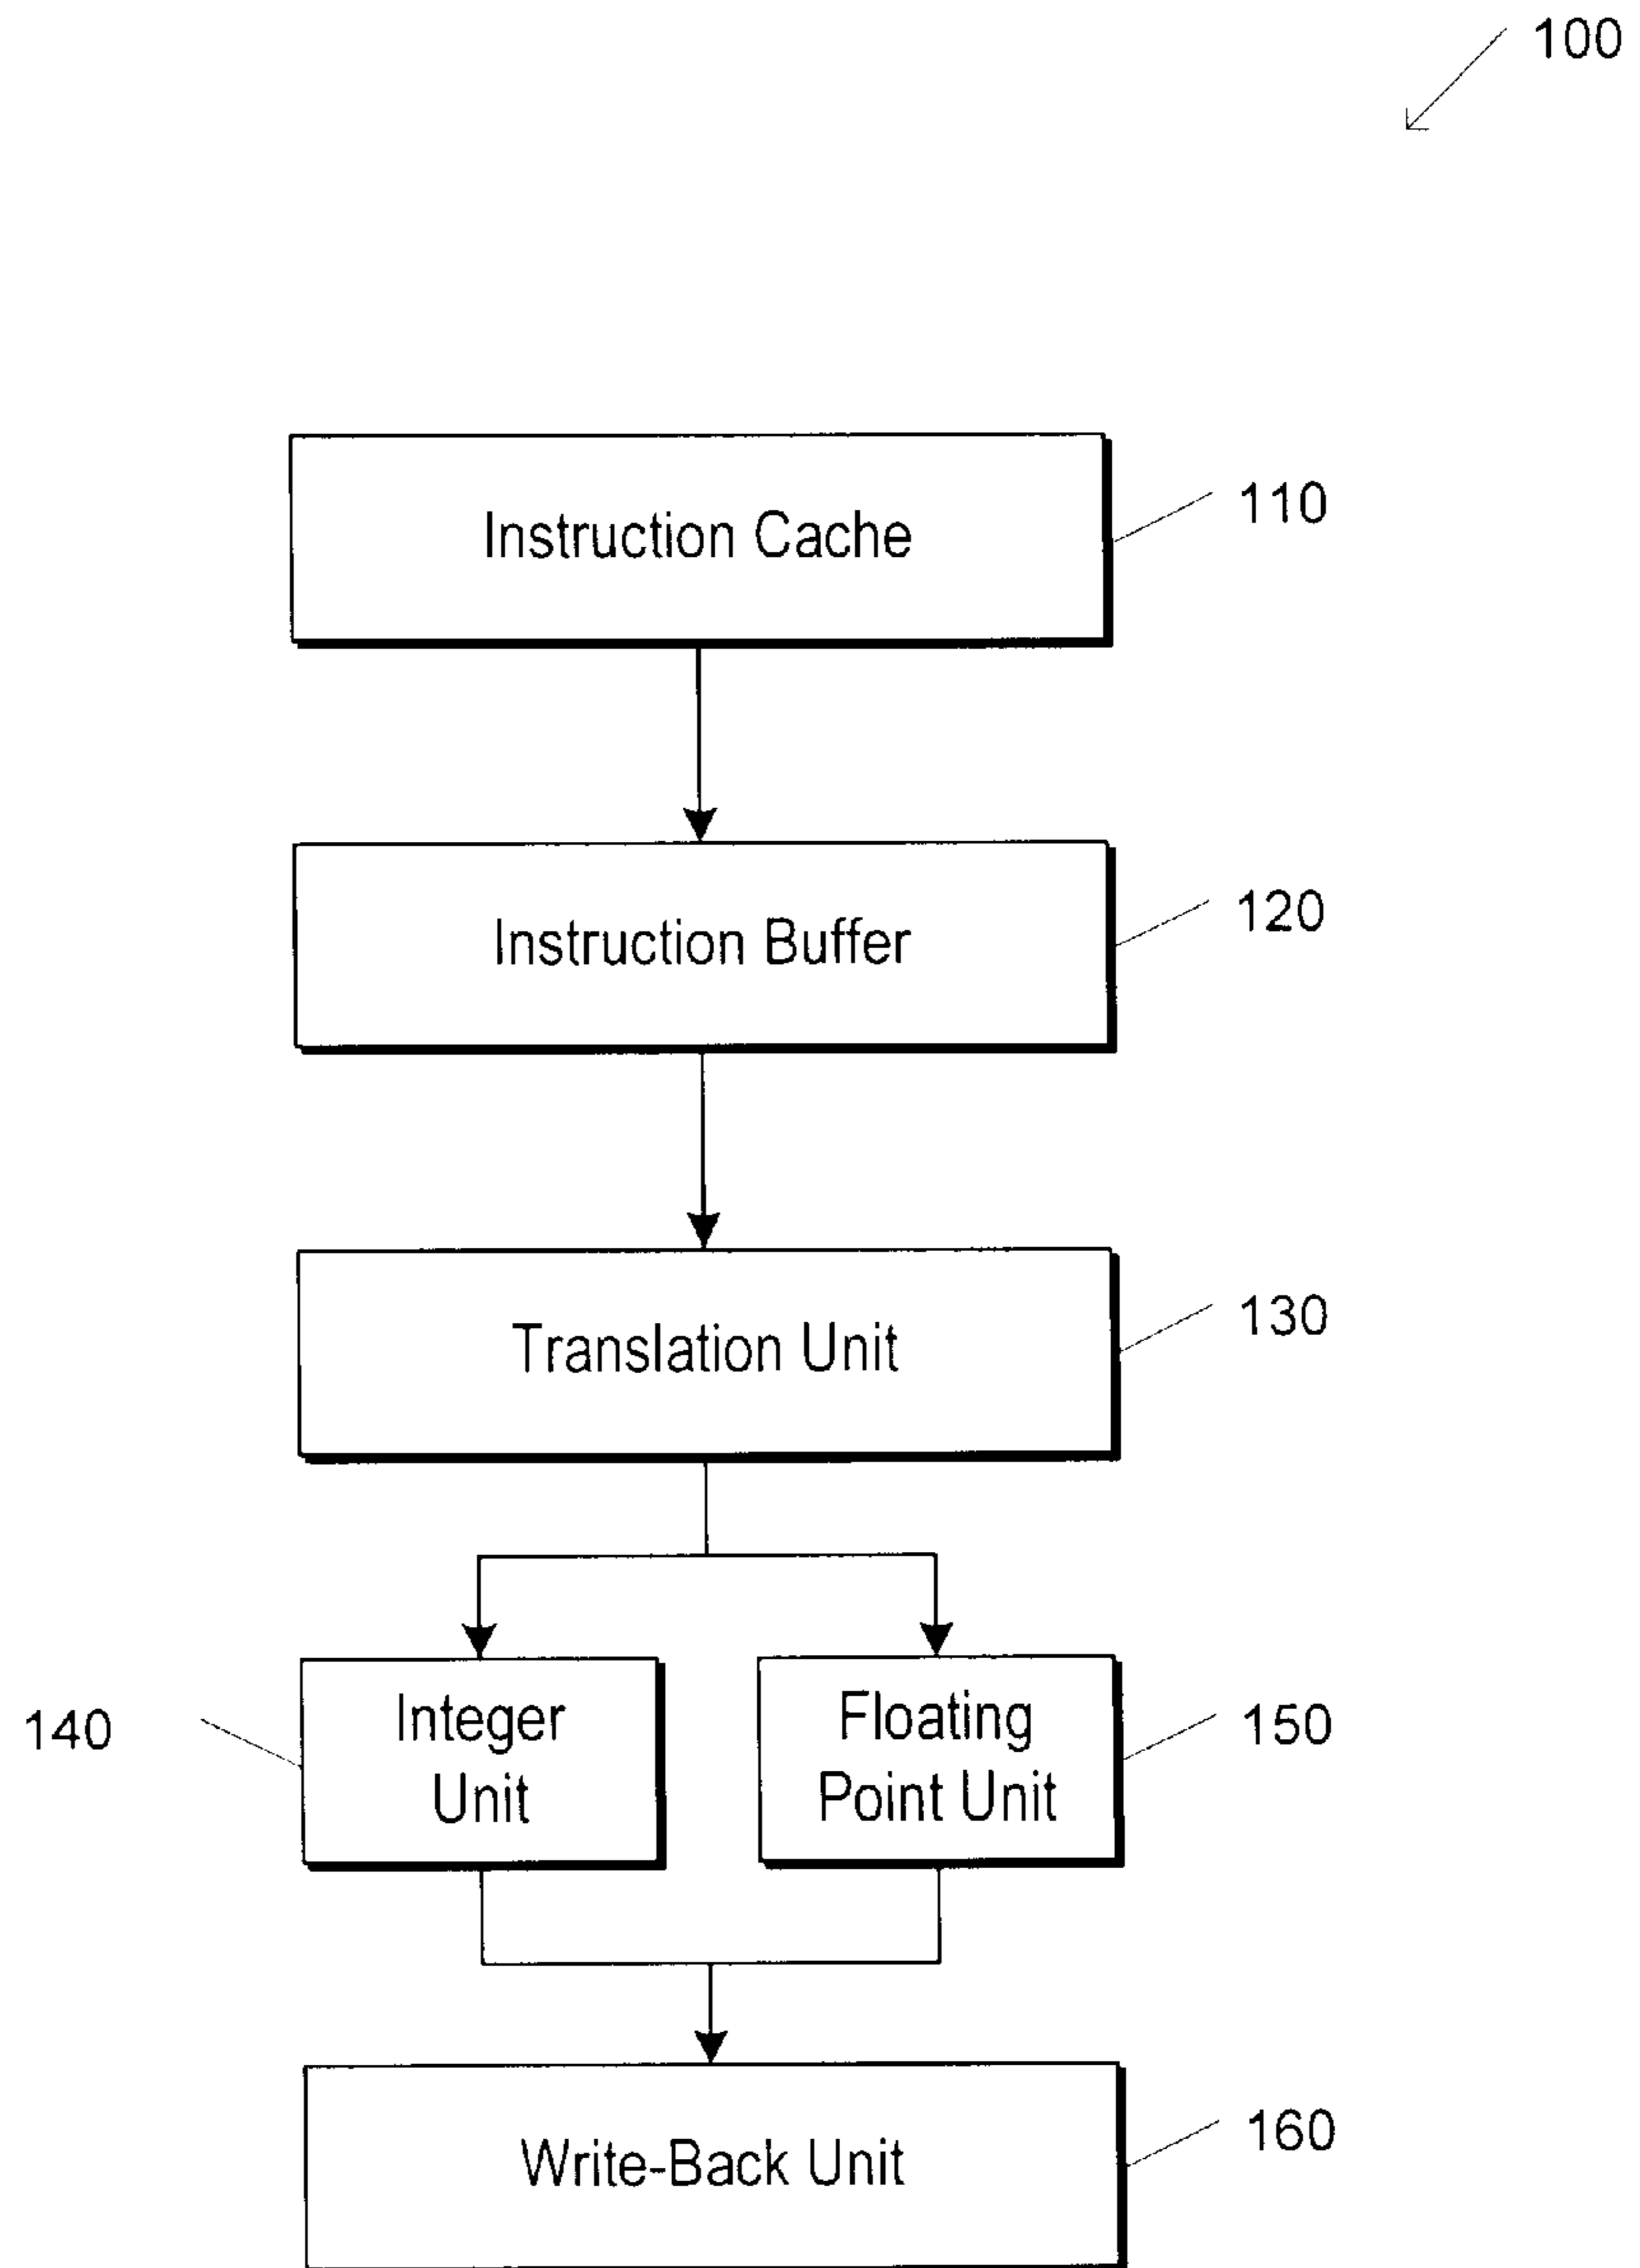 100
Instruction Cache
110
Instruction Buffer
120
Translation Unit
130
140
Integer
Unit
Floating
Point Unit
150
Write-Back Unit
160